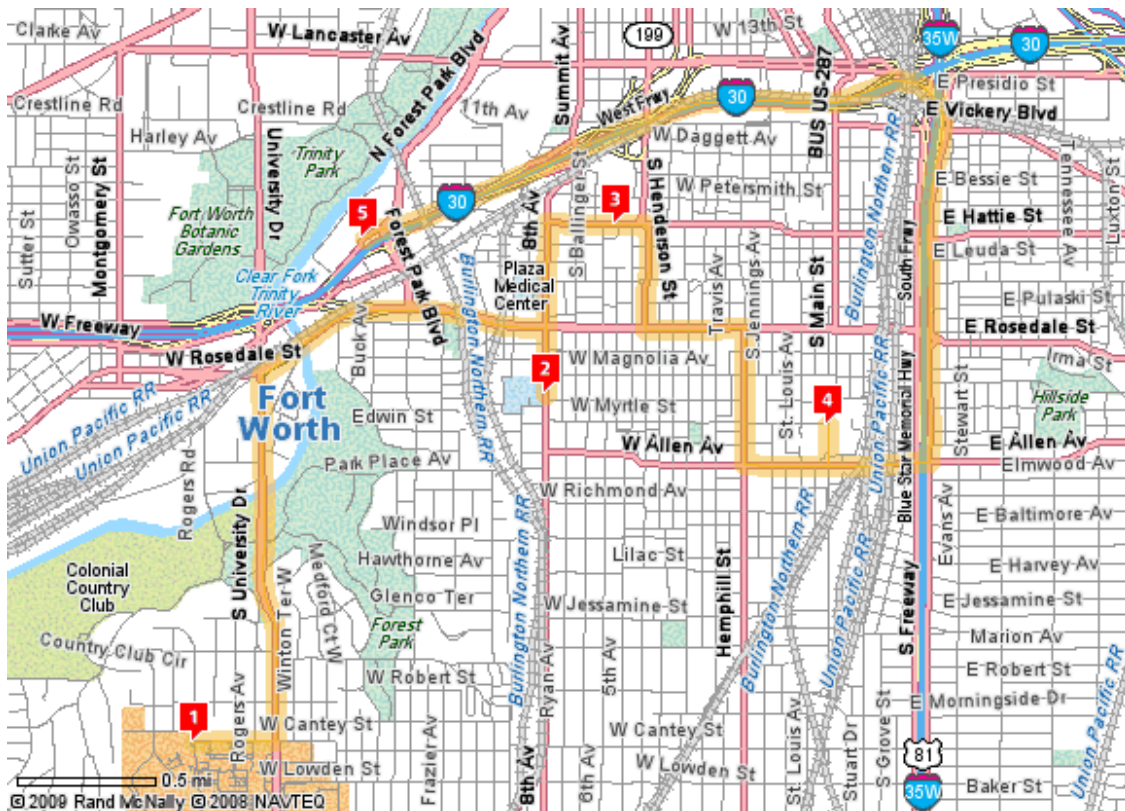 Clarke Av
W Lancaster Av
N Forest Park Blvd
Summit Av
199
W 13th St
BUS US-287
35W
30
E Presidio St
E Vickery Blvd
Crestline Rd
Crestline Rd
11th Av
West Frwy
30
W Daggett Av
Harley Av
University Dr
Trinity
Park
Owasso St
Montgomery St
Sutter St
Fort Worth
Botanic
Gardens
30
5
Forest Park Blvd
8th Av
S Ballinger St
3
S Henderson St
W Petersmith St
Burlington Northern RR
South Frwy
E Bessie St
E Hattie St
E Leuda St
Tennessee Av
Luxton St
Clear Fork
Trinity
River
Plaza
Medical
Center
Burlington Northern RR
Travis Av
S Jennings Av
S Main St
E Pulaski St
W Freeway
W Rosedale St
Buck Av
E Rosedale St
W Magnolia Av
2
St. Louis Av
Irma St
Blue Star Memorial Hwy
Union Pacific RR
Stewart St
Hillside
Park
Fort
Worth
W Myrtle St
4
Edwin St
Union Pacific RR
Union Pacific RR
W Allen Av
E Allen Av
Elmwood Av
Park Place Av
Rogers Rd
W Richmond Av
S University Dr
Windsor Pl
Evans Av
E Baltimore Av
Burlington Northern RR
Burlington Northern RR
Union Pacific RR
Lilac St
Hemphill St
Hawthorne Av
Medford Ct W
E Harvey Av
Colonial
Country
Club
Glenco Ter
W Jessamine St
E Jessamine St
S Freeway
Winton Ter W
Forest
Park
Marion Av
Country Club Cir
W Robert St
Ryan Av
5th Av
E Robert St
E Morningside Dr
Union Pacific RR
1
Rogers Av
W Cantey St
W Cantey St
Frazier Av
W Lowden St
W Lowden St
8th Av
6th Av
St. Louis Av
Stuart Dr
S Grove St
81
35W
Baker St
0.5 mi
© 2009 Rand McNally © 2008 NAVTEQ